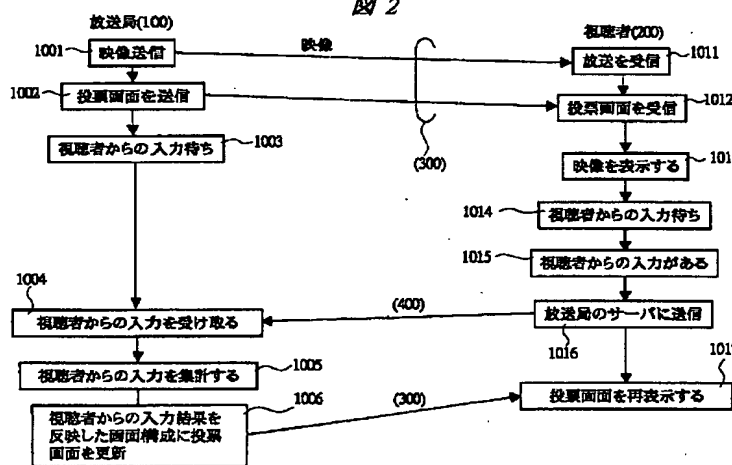 図2
放送局(100)
視聴者(200)
1001
映像送信
映像
放送を受信
1011
1002
投票画面を送信
投票画面を受信
1012
視聴者からの入力待ち
1003
(300)
映像を表示する
101
1014
視聴者からの入力待ち
1015
視聴者からの入力がある
1004
視聴者からの入力を受け取る
(400)
放送局のサーバに送信
1016
視聴者からの入力を集計する
1005
101
投票画面を再表示する
視聴者からの入力結果を
反映した画面構成に投票
画面を更新
1006
(300)